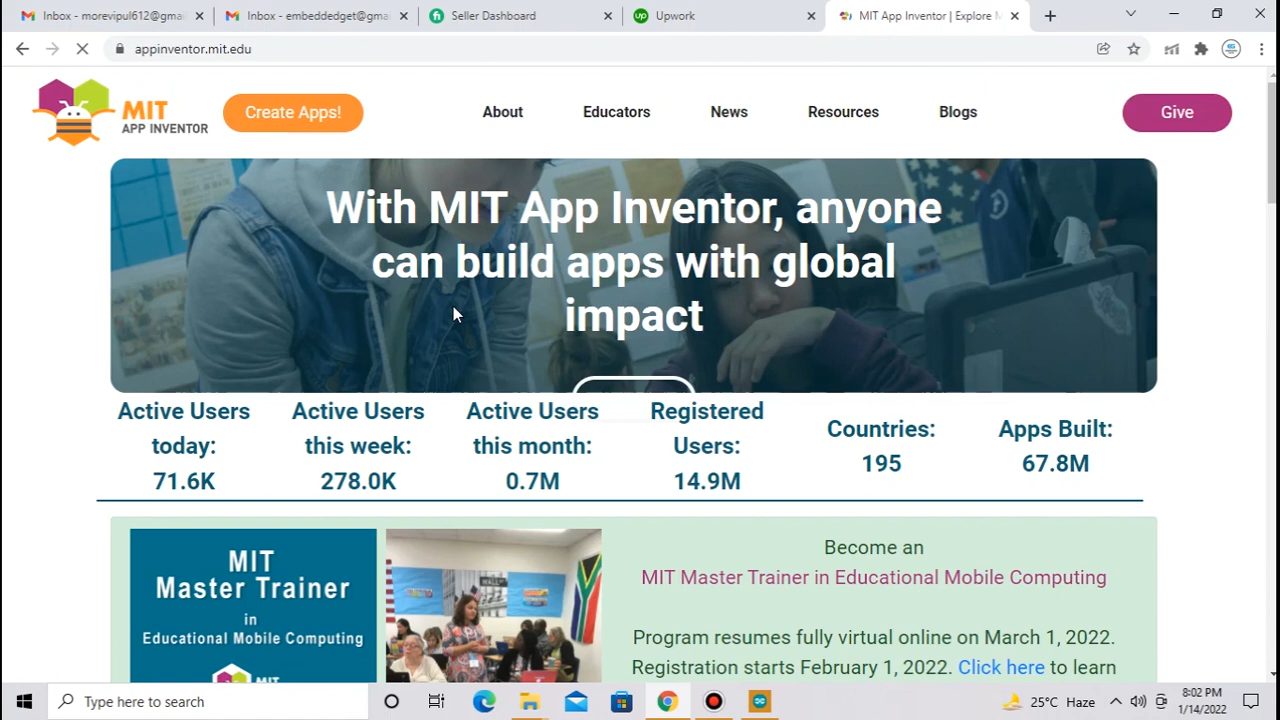 Inbox - morevipul612@gmai
Inbox - embeddedget@gma
Seller Dashboard
Upwork
MIT App Inventor | Explore M
appinventor.mit.edu
MIT
APP INVENTOR
Create Apps!
About
Educators
News
Resources
Blogs
Give
With MIT App Inventor, anyone
can build apps with global
impact
Active Users
today:
71.6K
Active Users
this week:
278.0K
Active Users
this month:
0.7M
Registered
Users:
14.9M
Countries:
195
Apps Built:
67.8M
MIT
Master Trainer
in
Educational Mobile Computing
MIT
WALL
Become an
MIT Master Trainer in Educational Mobile Computing
Program resumes fully virtual online on March 1, 2022.
Registration starts February 1, 2022. Click here to learn
Type here to search
25°C Haze
8:02 PM
1/14/2022